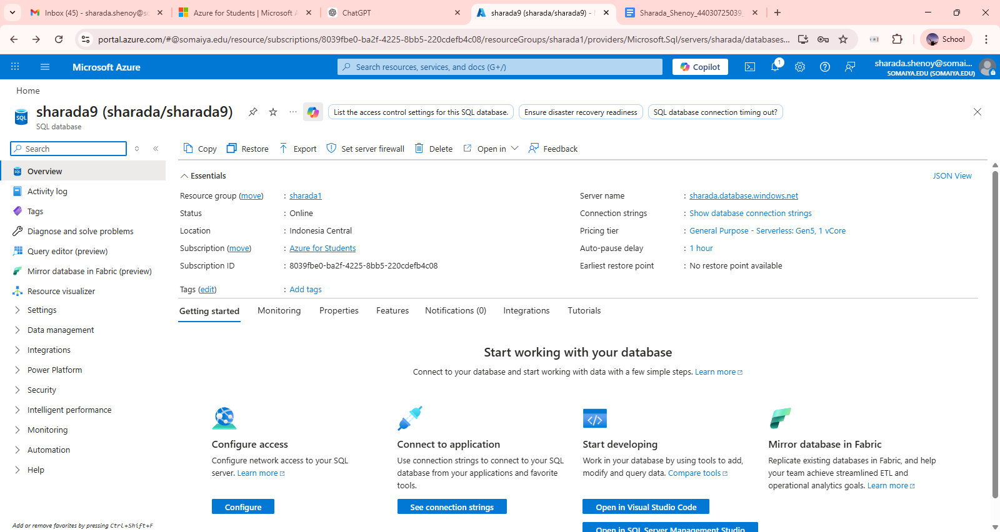 Inbox (45) - sharada.shenoy@so
Azure for Students | Microsoft A
ChatGPT
sharada9 (sharada/sharada9) - M
Sharada_Shenoy_44030725039_
portal.azure.com/#@somaiya.edu/resource/subscriptions/8039fbe0-ba2f-4225-8bb5-220cdefb4c08/resourceGroups/sharada1/providers/Microsoft.Sql/servers/sharada/databases...
School
Microsoft Azure
Search resources, services, and docs (G+/)
Copilot
1
sharada.shenoy@somai...
SOMAIYA.EDU (SOMAIYA.EDU)
Home
sharada9 (sharada/sharada9)
SQL database
List the access control settings for this SQL database.
Ensure disaster recovery readiness
SQL database connection timing out?
Search
Copy
Restore
Export
Set server firewall
Delete
Open in
Feedback
Overview
Activity log
Tags
Diagnose and solve problems
Query editor (preview)
Mirror database in Fabric (preview)
Resource visualizer
Settings
Data management
Integrations
Power Platform
Security
Intelligent performance
Monitoring
Automation
Help
Add or remove favorites by pressing Ctrl+Shift+F
Essentials
JSON View
Resource group (move) : sharada1
Status : Online
Location : Indonesia Central
Subscription (move) : Azure for Students
Subscription ID : 8039fbe0-ba2f-4225-8bb5-220cdefb4c08
Tags (edit) : Add tags
Server name : sharada.database.windows.net
Connection strings : Show database connection strings
Pricing tier : General Purpose - Serverless: Gen5, 1 vCore
Auto-pause delay : 1 hour
Earliest restore point : No restore point available
Getting started
Monitoring
Properties
Features
Notifications (0)
Integrations
Tutorials
Start working with your database
Connect to your database and start working with data with a few simple steps. Learn more
Configure access
Configure network access to your SQL
server. Learn more
Configure
Connect to application
Use connection strings to connect to your SQL
database from your applications and favorite
tools.
See connection strings
Start developing
Work in your database by using tools to add,
modify and query data. Compare tools
Open in Visual Studio Code
Open in SQL Server Management Studio
Mirror database in Fabric
Replicate existing databases in Fabric, and help
your team achieve streamlined ETL and
operational analytics goals. Learn more